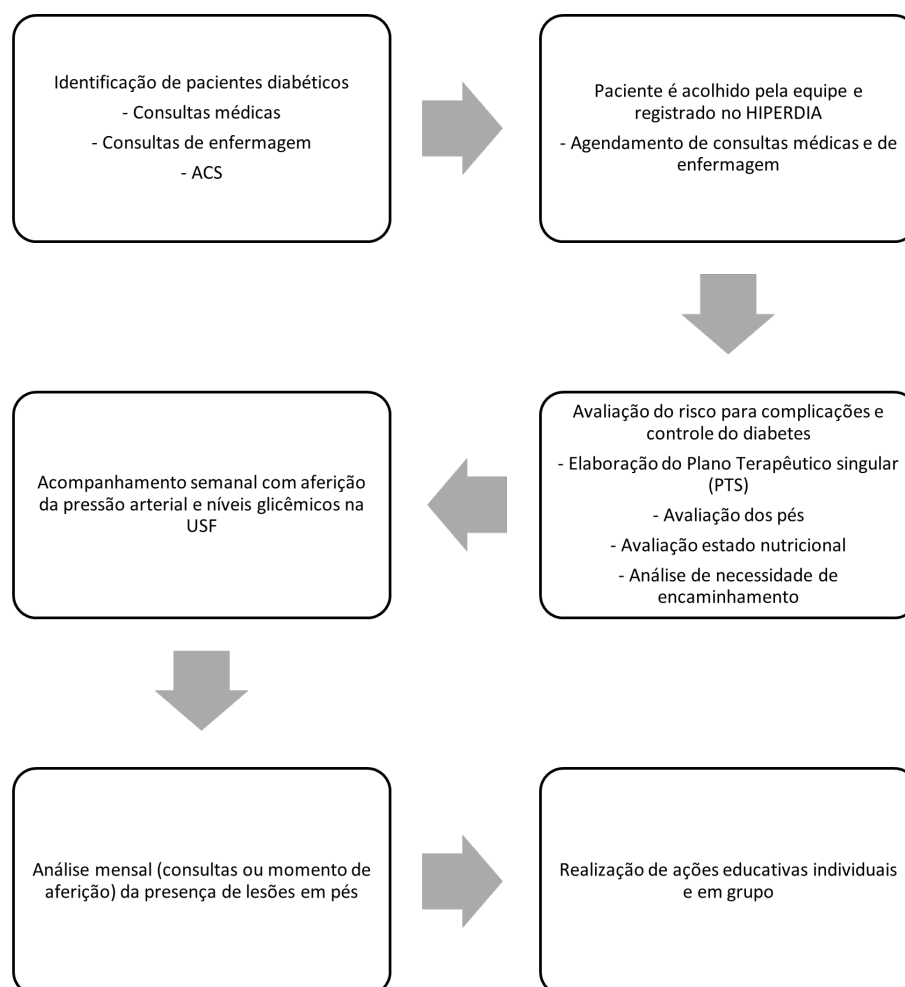 Identificação de pacientes diabéticos
- Consultas médicas
- Consultas de enfermagem
- ACS
Paciente é acolhido pela equipe e
registrado no HIPERDIA
- Agendamento de consultas médicas e de
enfermagem
Avaliação do risco para complicações e
controle do diabetes
- Elaboração do Plano Terapêutico singular
(PTS)
- Avaliação dos pés
- Avaliação estado nutricional
- Análise de necessidade de
encaminhamento
Acompanhamento semanal com aferição
da pressão arterial e níveis glicêmicos na
USF
Análise mensal (consultas ou momento de
aferição) da presença de lesões em pés
Realização de ações educativas individuais
e em grupo